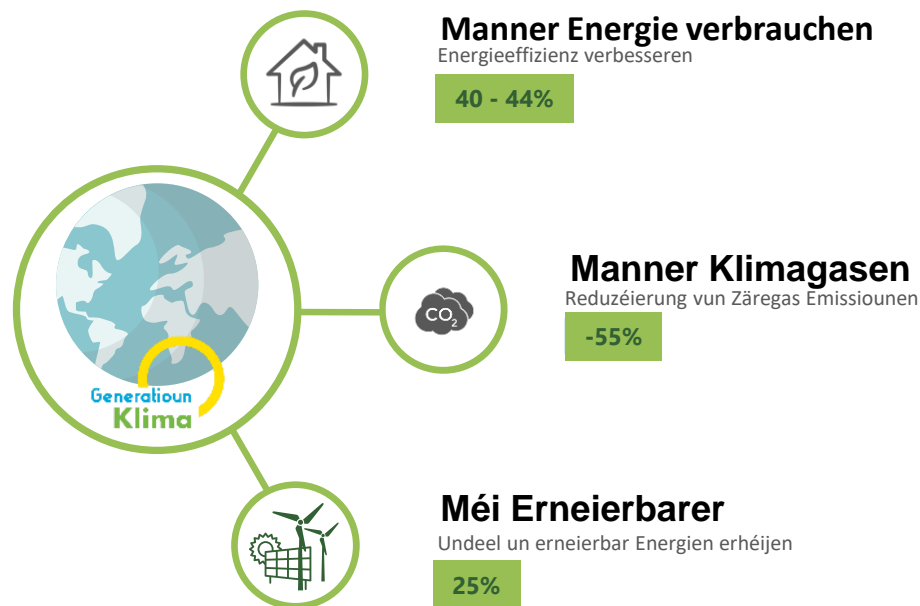 Manner Energie verbrauchen
Energieeffizienz verbesseren
40 - 44%
Manner Klimagasen
Reduzéierung vun Zäregas Emissiounen
-55%
CO2
Generatioun
Klima
Méi Erneierbarer
Undeel un erneierbar Energien erhéijen
25%